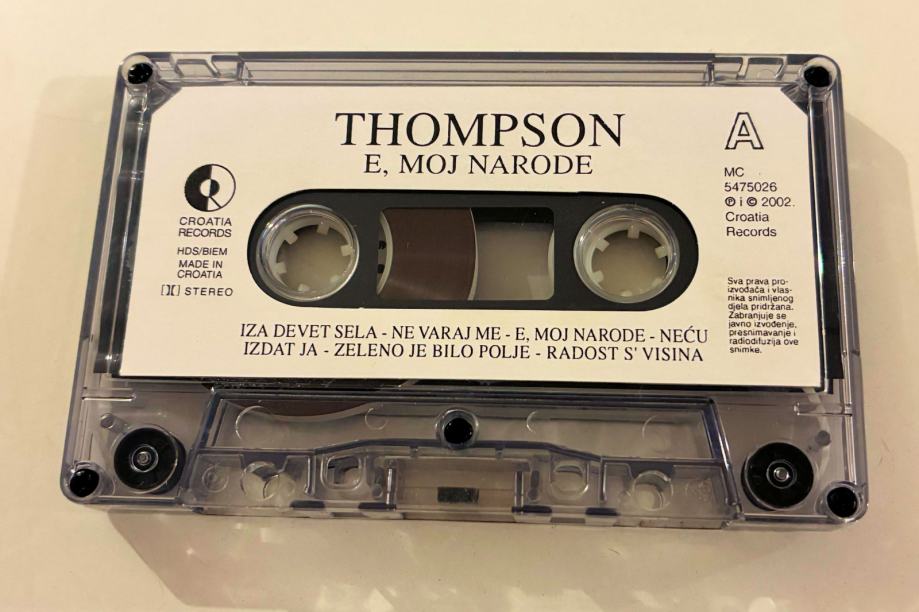 THOMPSON
E, MOJ NARODE
A
MC
5475026
℗ i © 2002.
Croatia
Records
CROATIA
RECORDS
HDS/BIEM
MADE IN
CROATIA
STEREO
Sva prava pro-
izvođača i vlas-
nika snimljenog
djela pridržana.
Zabranjuje se
javno izvođenje,
presnimavanje i
radiodifuzija ove
snimke.
IZA DEVET SELA - NE VARAJ ME - E, MOJ NARODE - NEĆU
IZDAT JA - ZELENO JE BILO POLJE - RADOST S' VISINA